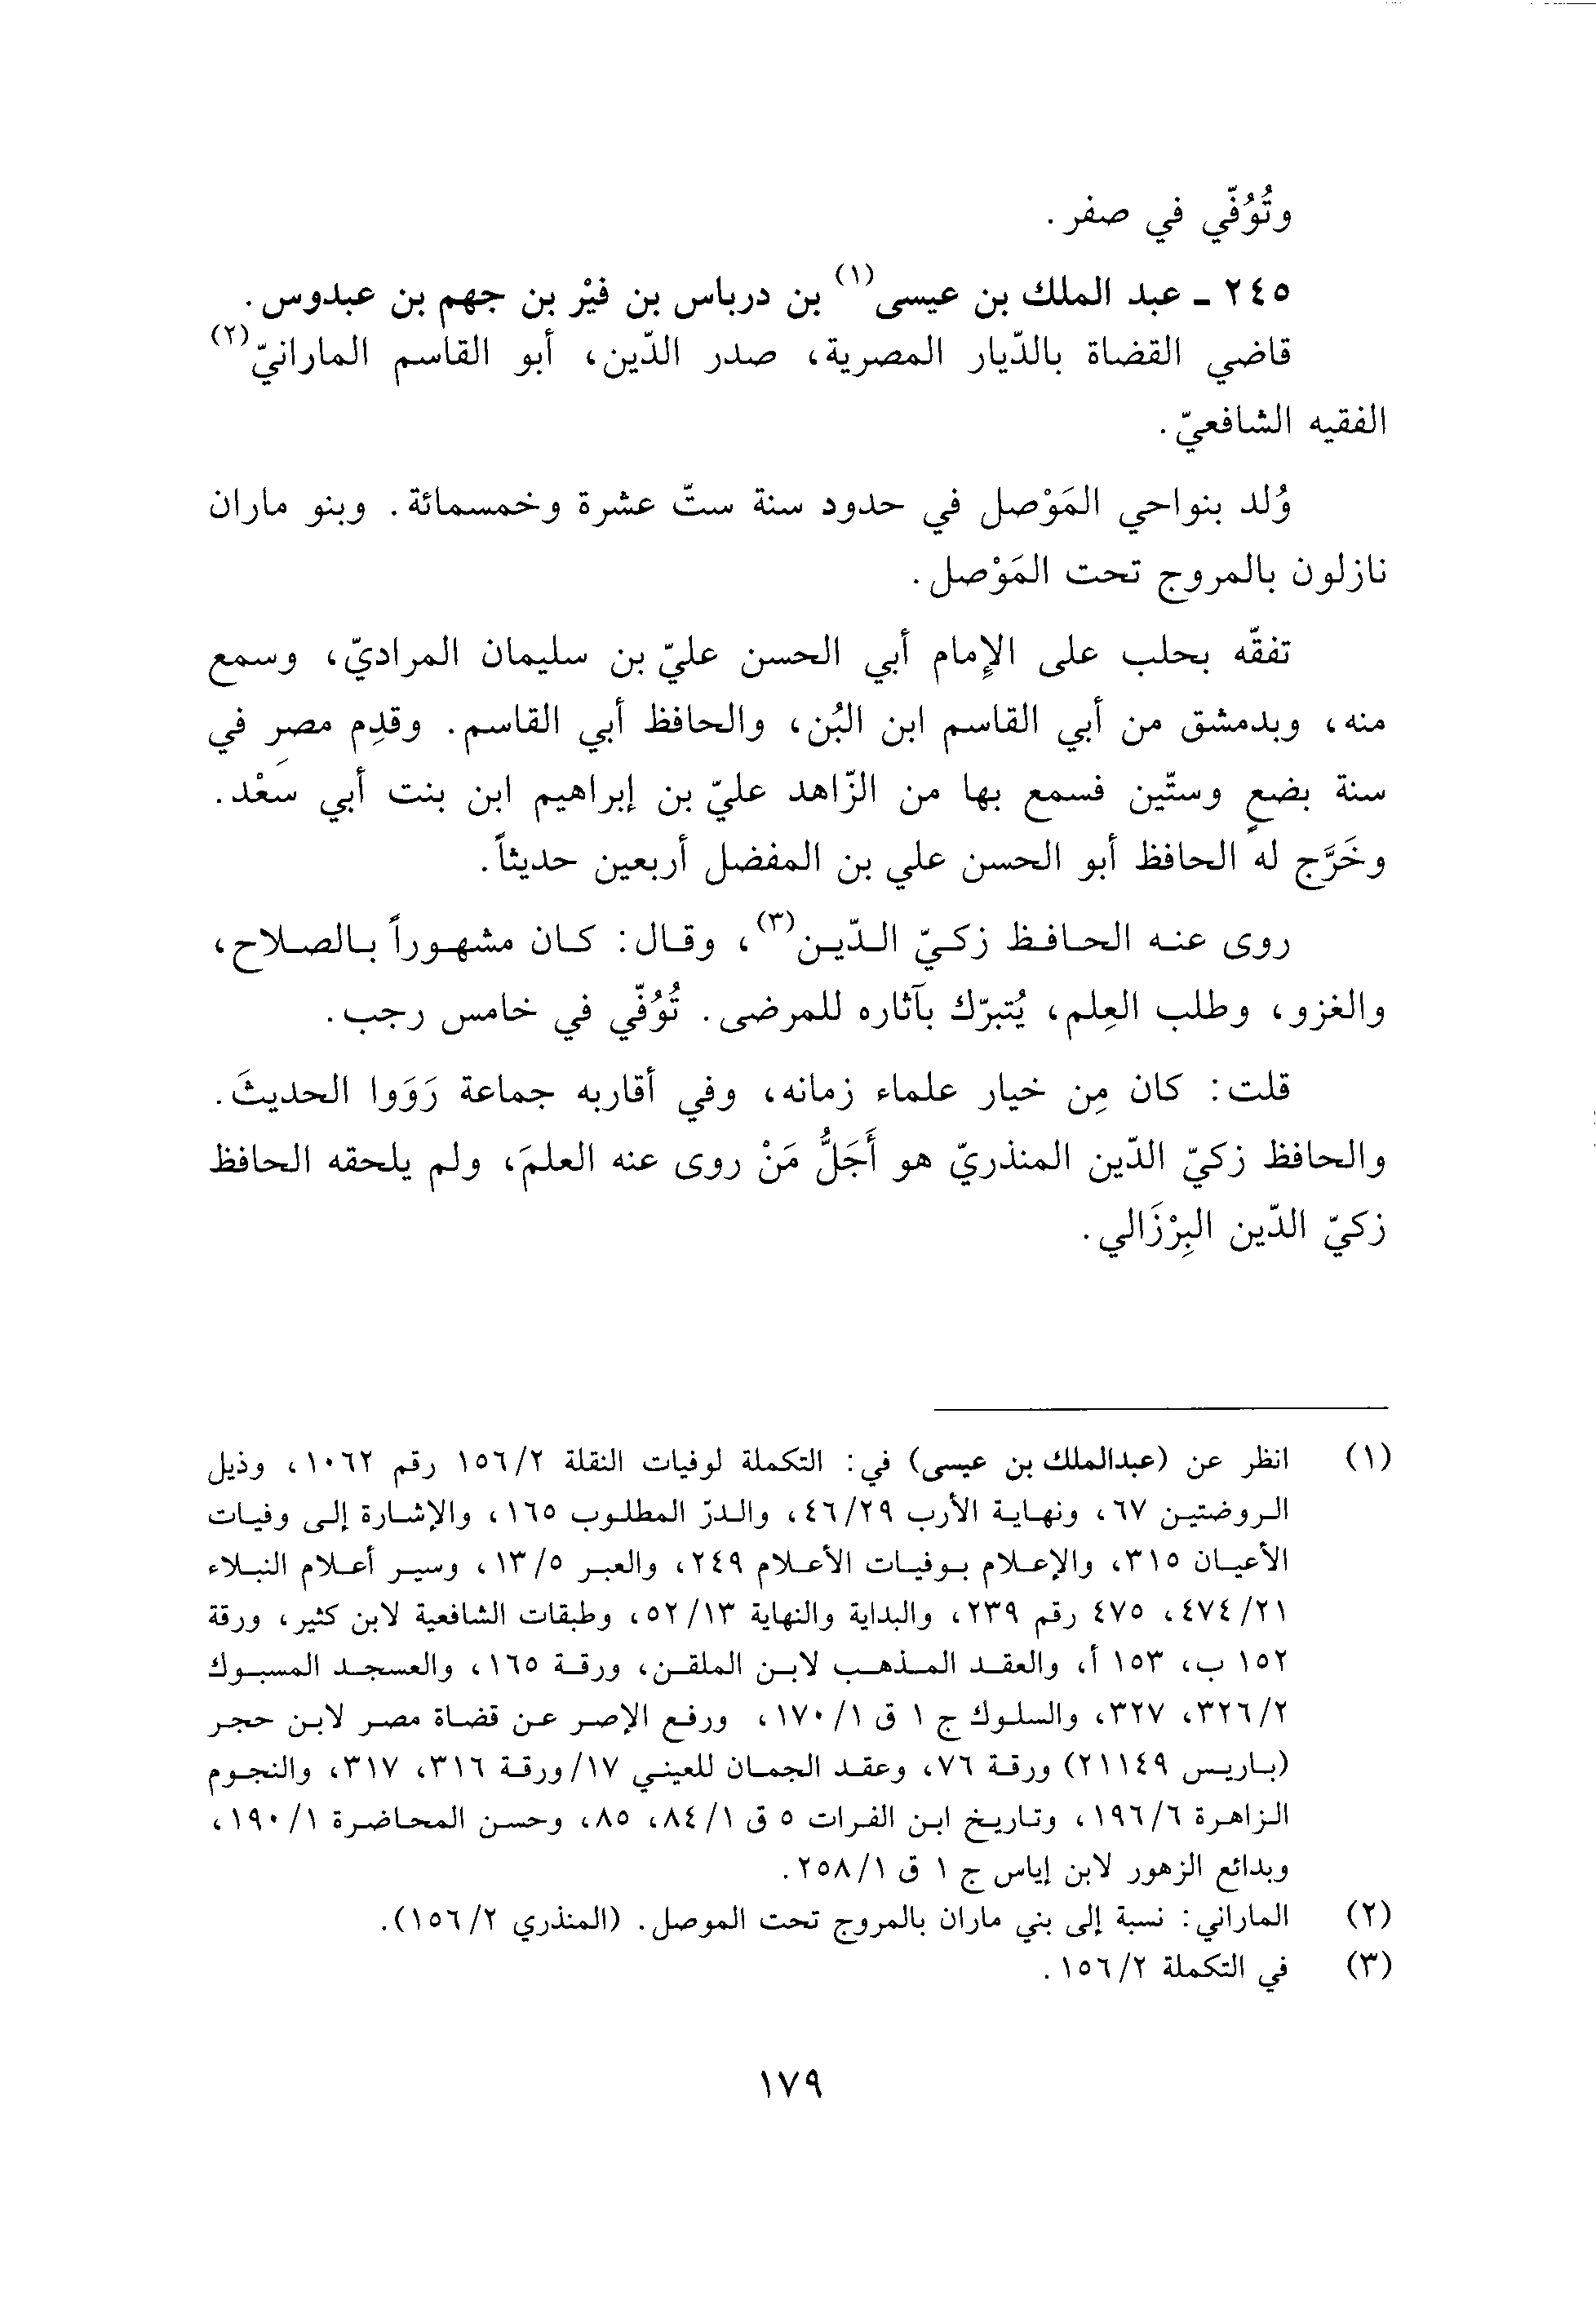 وتُوُفّي في صفر.
٢٤٥ ـ عبد الملك بن عيسى(١) بن درباس بن فيْر بن جهم بن عبدوس.
قاضي القضاة بالدّيار المصرية، صدر الدّين، أبو القاسم المارانيّ(٢)
الفقيه الشافعيّ.
وُلد بنواحي المَوْصل في حدود سنة ستّ عشرة وخمسمائة. وبنو ماران
نازلون بالمروج تحت المَوْصل.
تفقّه بحلب على الإمام أبي الحسن عليّ بن سليمان المراديّ، وسمع
منه، وبدمشق من أبي القاسم ابن البُن، والحافظ أبي القاسم. وقدِم مصرِ في
سنة بضعٍ وستّين فسمع بها من الزّاهد عليّ بن إبراهيم ابن بنت أبي سعْد.
وخَرَّج له الحافظ أبو الحسن علي بن المفضل أربعين حديثاً.
روى عنه الحافظ زكيّ الدّين(٣)، وقال: كان مشهوراً بالصلاح،
والغزو، وطلب العِلم، يُتبرّك بآثاره للمرضى. تُوُفّي في خامس رجب.
قلت: كان مِن خيار علماء زمانه، وفي أقاربه جماعة رَوَوا الحديثَ.
والحافظ زكيّ الدّين المنذريّ هو أَجَلُّ مَنْ روى عنه العلمَ، ولم يلحقه الحافظ
زكيّ الدّين البِرْزَالي.
(١) انظر عن (عبدالملك بن عيسى) في: التكملة لوفيات النقلة ١٥٦/٢ رقم ١٠٦٢، وذيل
الروضتين ٦٧، ونهاية الأرب ٤٦/٢٩، والدرّ المطلوب ١٦٥، والإشارة إلى وفيات
الأعيان ٣١٥، والإعلام بوفيات الأعلام ٢٤٩، والعبر ١٣/٥، وسير أعلام النبلاء
٤٧٤/٢١، ٤٧٥ رقم ٢٣٩، والبداية والنهاية ٥٢/١٣، وطبقات الشافعية لابن كثير، ورقة
١٥٢ ب، ١٥٣ أ، والعقد المذهب لابن الملقن، ورقة ١٦٥، والعسجد المسبوك
٣٢٦/٢، ٣٢٧، والسلوك ج ١ ق ١٧٠/١، ورفع الإصر عن قضاة مصر لابن حجر
(باريس ٢١١٤٩) ورقة ٧٦، وعقد الجمان للعيني ١٧/ورقة ٣١٦، ٣١٧، والنجوم
الزاهرة ١٩٦/٦، وتاريخ ابن الفرات ٥ ق ٨٤/١، ٨٥، وحسن المحاضرة ١٩٠/١،
وبدائع الزهور لابن إياس ج ١ ق ٢٥٨/١.
(٢) الماراني: نسبة إلى بني ماران بالمروج تحت الموصل. (المنذري ١٥٦/٢).
(٣) في التكملة ١٥٦/٢.
١٧٩